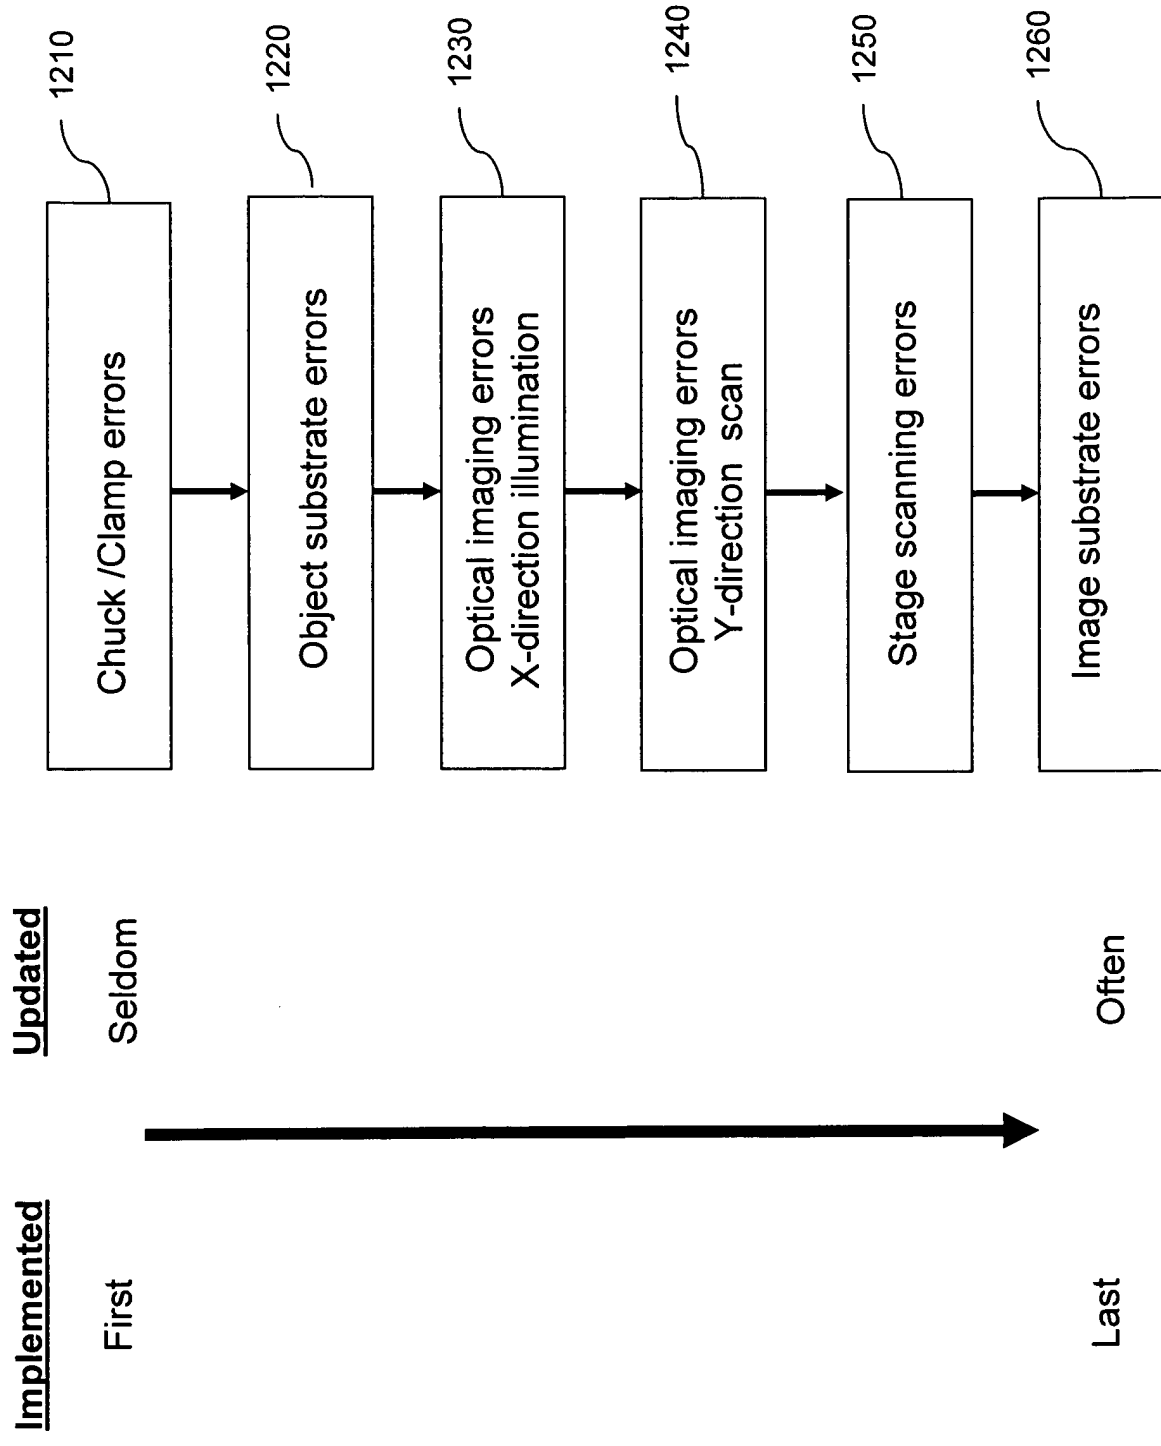 Implemented
Updated
First
Seldom
Chuck /Clamp errors
1210
Object substrate errors
1220
Optical imaging errors
X-direction illumination
1230
Optical imaging errors
Y-direction scan
1240
Stage scanning errors
1250
Last
Often
Image substrate errors
1260